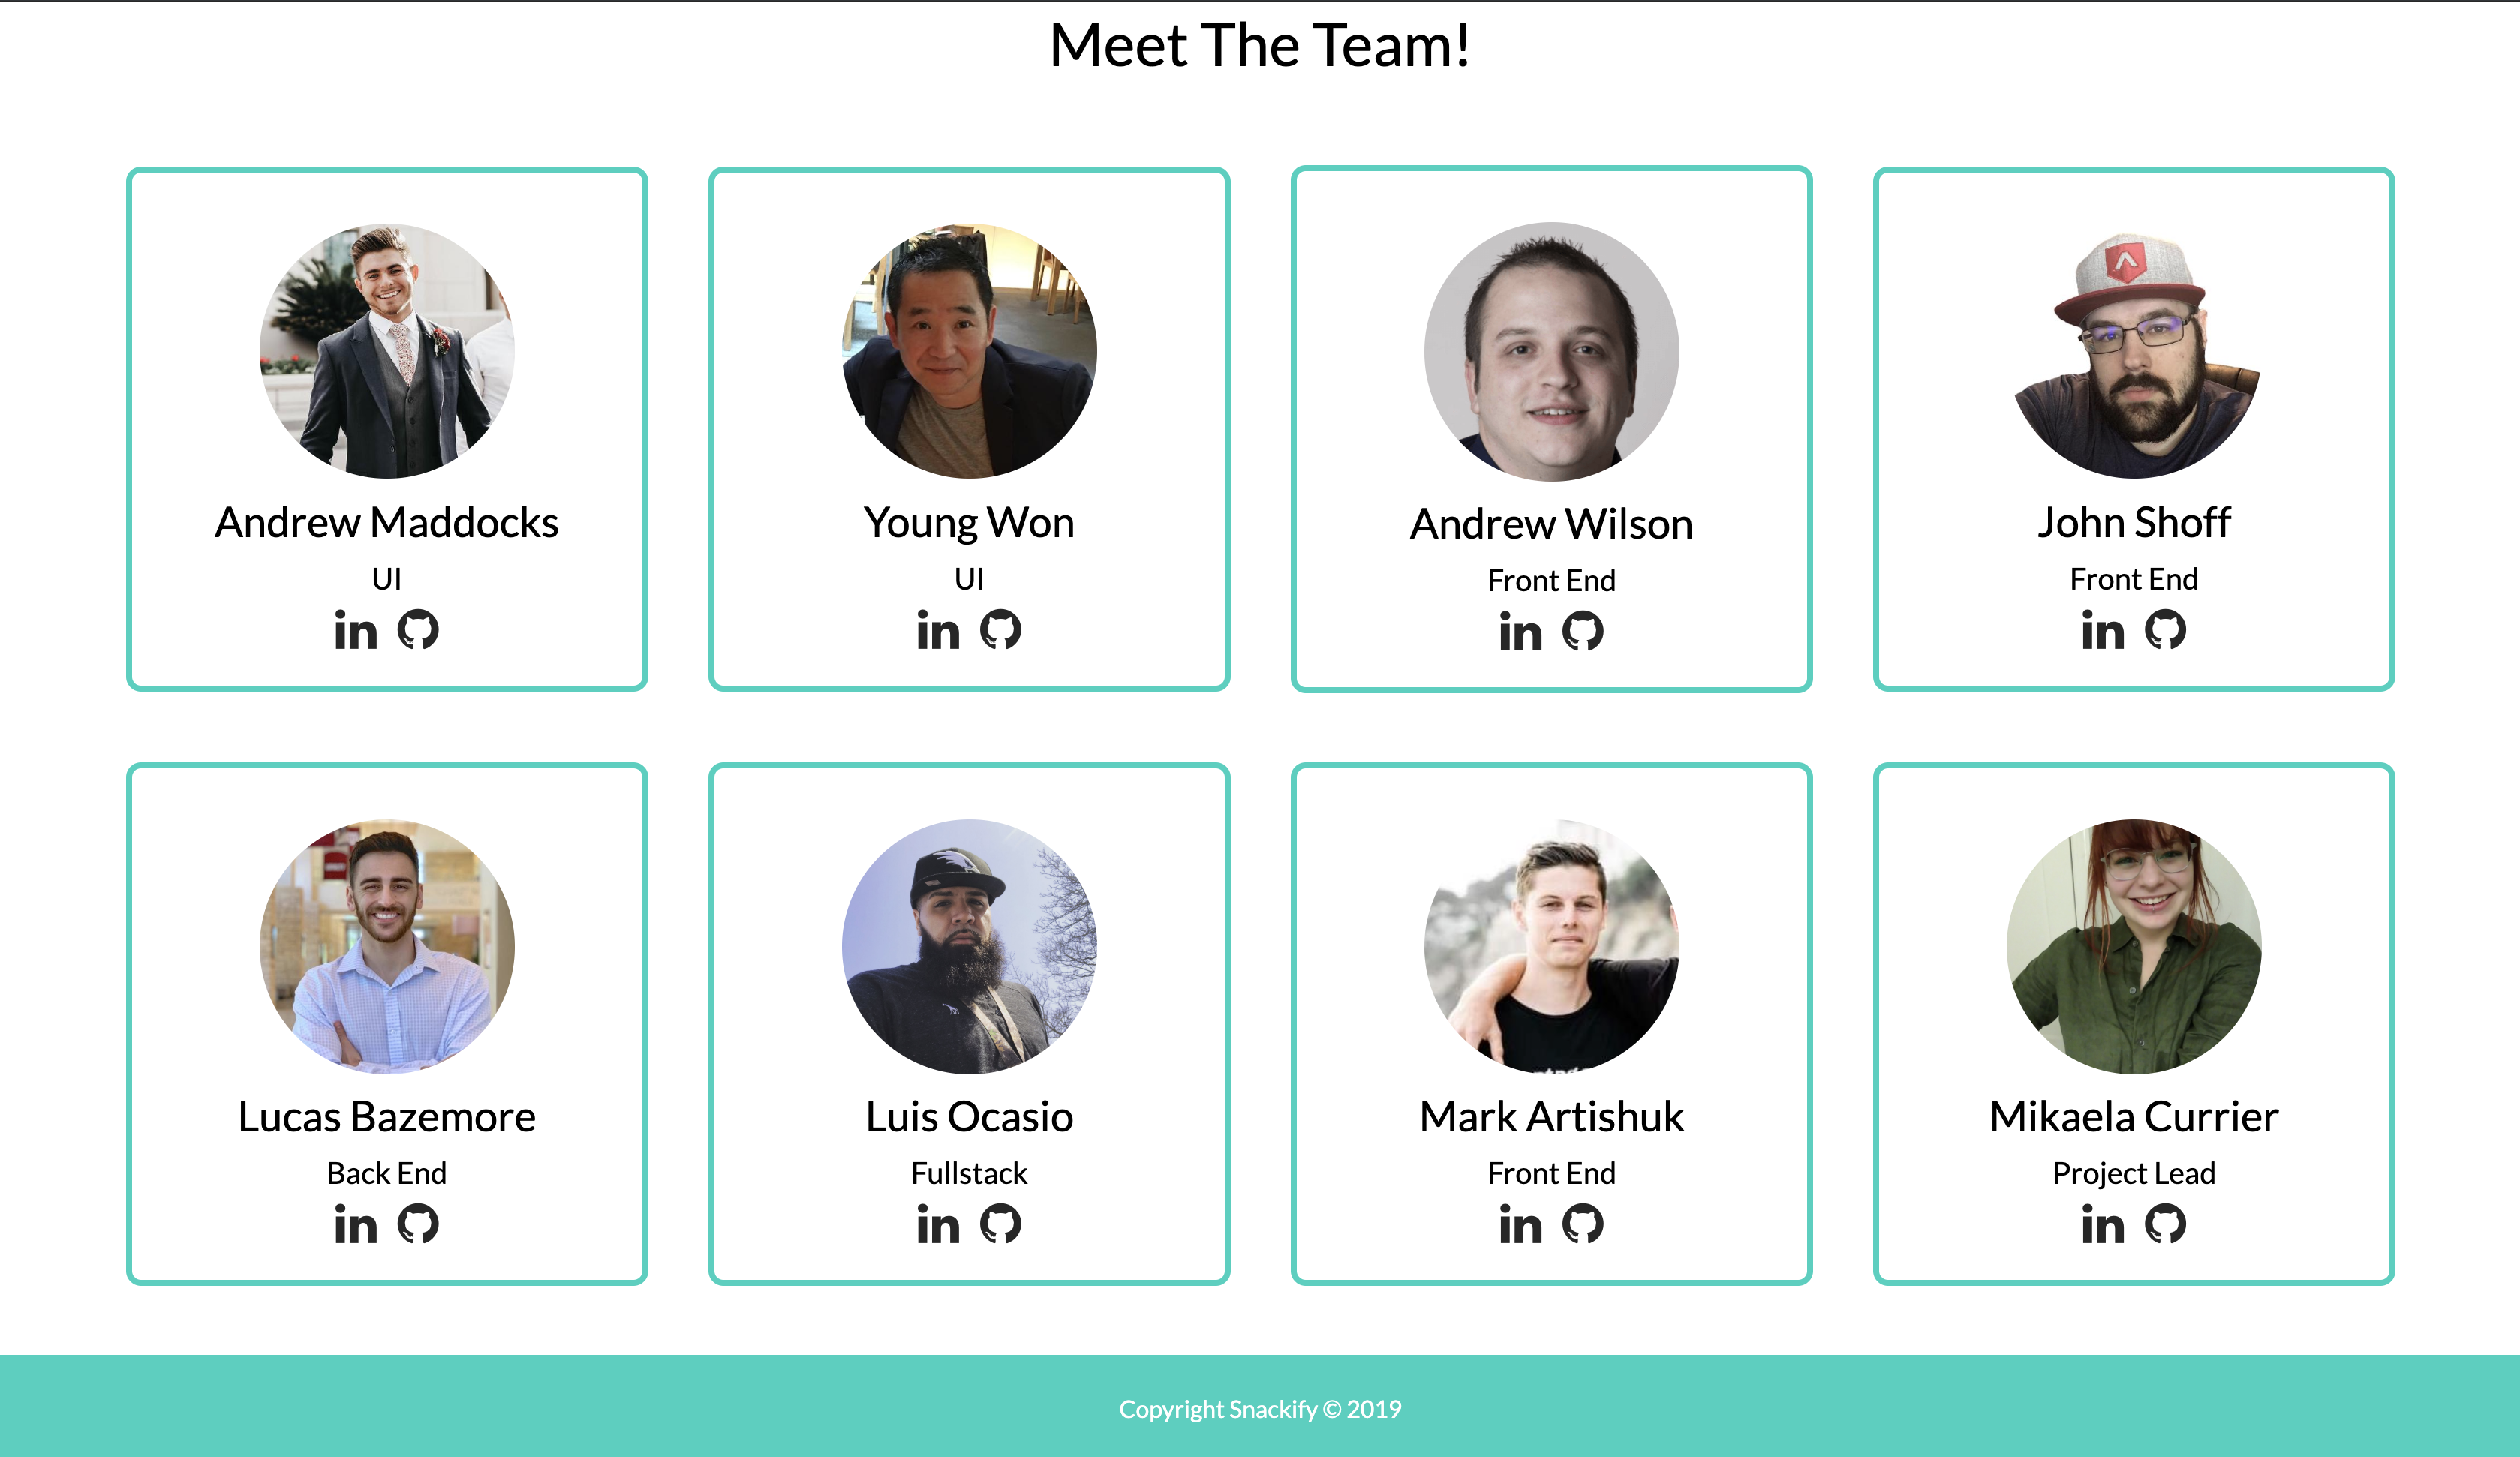 Meet The Team!
Andrew Maddocks
UI
in
Young Won
UI
in
Andrew Wilson
Front End
in
John Shoff
Front End
in
Lucas Bazemore
Back End
in
Luis Ocasio
Fullstack
in
Mark Artishuk
Front End
in
Mikaela Currier
Project Lead
in
Copyright Snackify © 2019